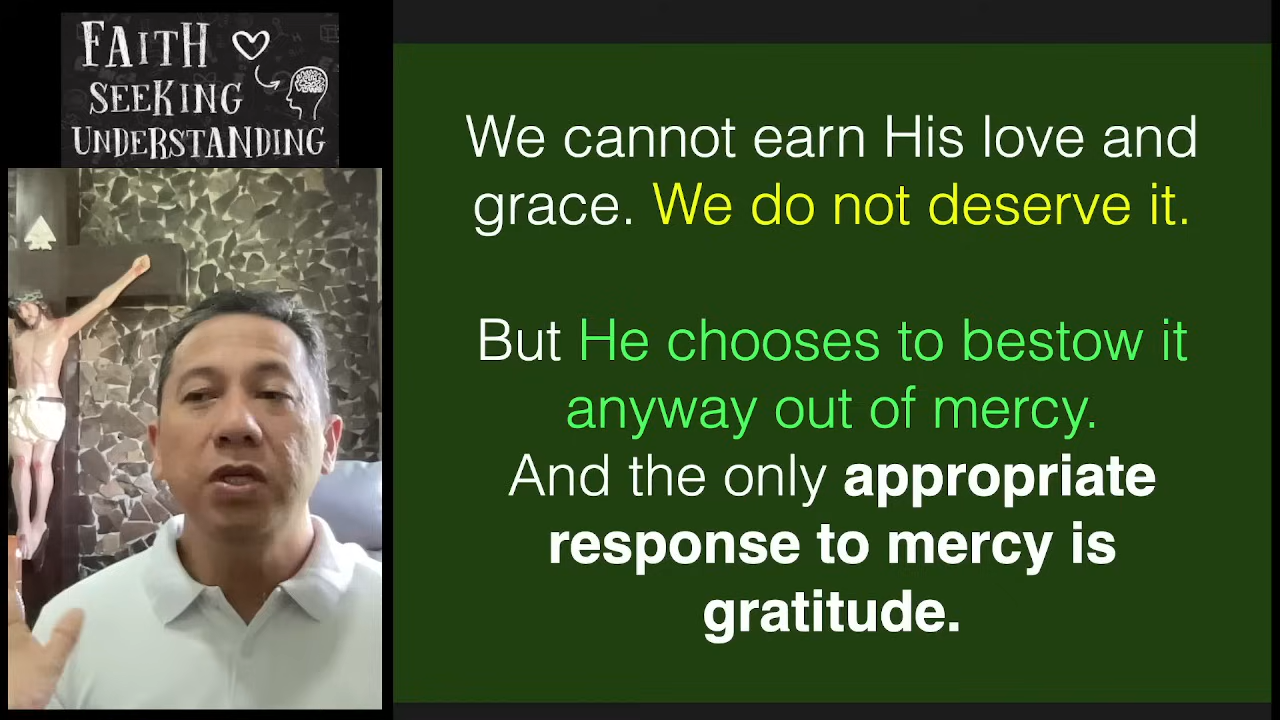 FAITH
SEEKING
UNDERSTANDING
We cannot earn His love and
grace. We do not deserve it.
But He chooses to bestow it
anyway out of mercy.
And the only appropriate
response to mercy is
gratitude.